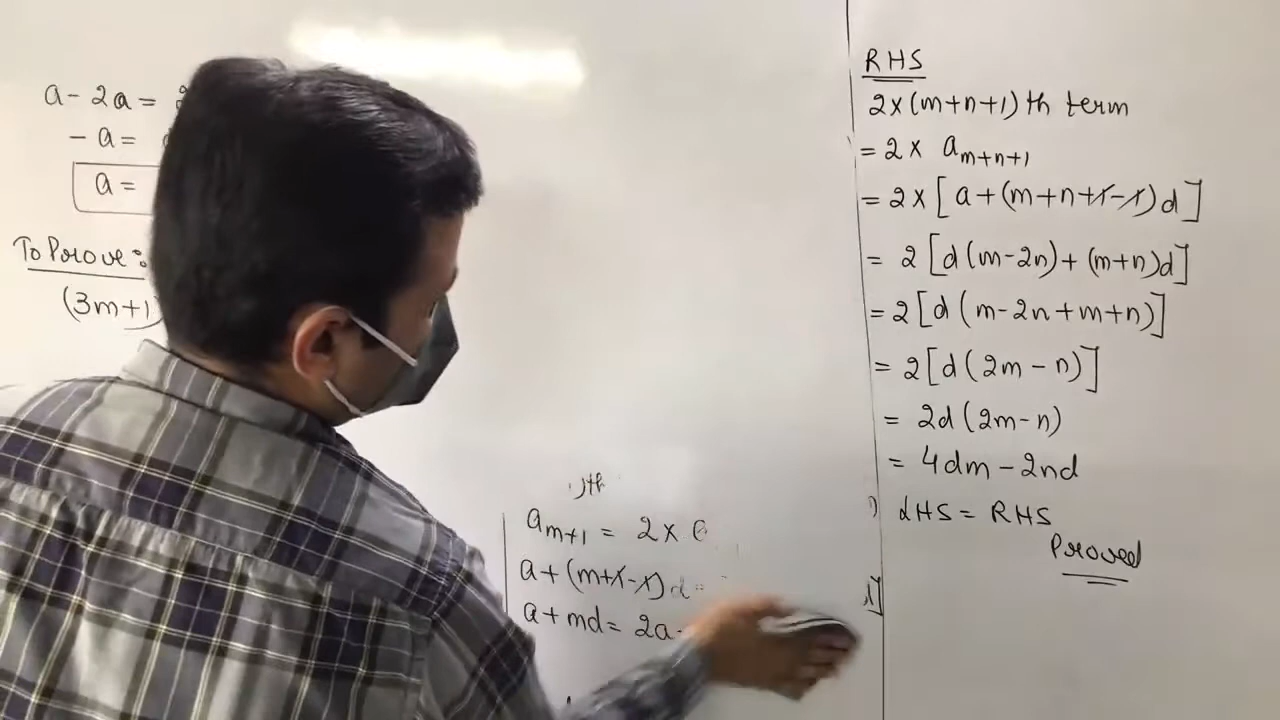 a - 2a =
- a =
a =
To Prove :
(3m+1)
)th
a_{m+1} = 2 ×
a + (m+1-1)d =
a + md = 2a
RHS
2×(m+n+1)th term
= 2 × a_{m+n+1}
= 2 × [a + (m+n+1-1)d]
= 2 [d(m-2n) + (m+n)d]
= 2 [d (m-2n+m+n)]
= 2 [d (2m - n)]
= 2d (2m-n)
= 4dm - 2nd
LHS = RHS
Proved